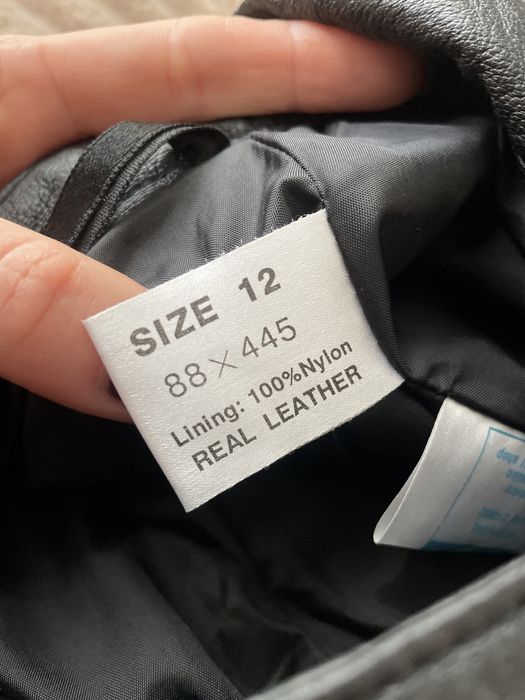 SIZE 12
88 × 445
Lining: 100%Nylon
REAL LEATHER